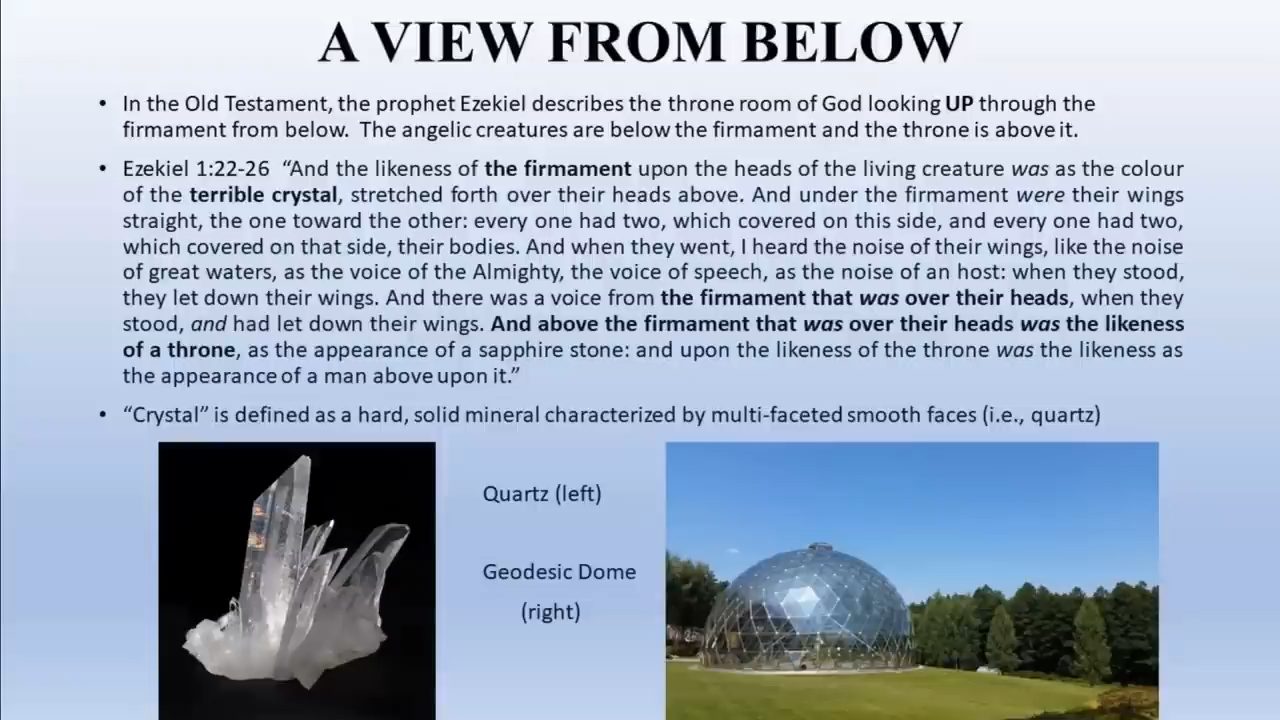 A VIEW FROM BELOW
• In the Old Testament, the prophet Ezekiel describes the throne room of God looking UP through the
firmament from below. The angelic creatures are below the firmament and the throne is above it.
• Ezekiel 1:22-26 “And the likeness of the firmament upon the heads of the living creature was as the colour
of the terrible crystal, stretched forth over their heads above. And under the firmament were their wings
straight, the one toward the other: every one had two, which covered on this side, and every one had two,
which covered on that side, their bodies. And when they went, I heard the noise of their wings, like the noise
of great waters, as the voice of the Almighty, the voice of speech, as the noise of an host: when they stood,
they let down their wings. And there was a voice from the firmament that was over their heads, when they
stood, and had let down their wings. And above the firmament that was over their heads was the likeness
of a throne, as the appearance of a sapphire stone: and upon the likeness of the throne was the likeness as
the appearance of a man above upon it.”
• “Crystal” is defined as a hard, solid mineral characterized by multi-faceted smooth faces (i.e., quartz)
Quartz (left)
Geodesic Dome
(right)